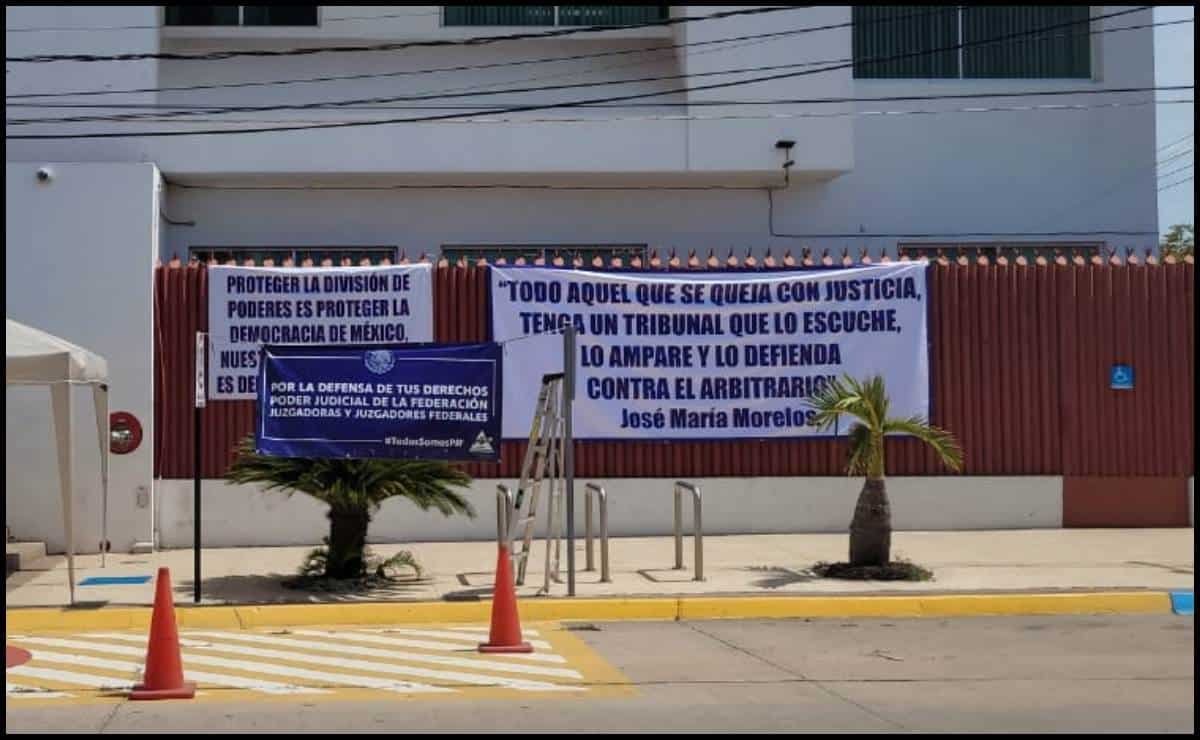 PROTEGER LA DIVISIÓN DE
PODERES ES PROTEGER LA
DEMOCRACIA DE MÉXICO,
ES
"TODO AQUEL QUE SE QUEJA CON JUSTICIA,
TENGA UN TRIBUNAL QUE LO ESCUCHE,
LO AMPARE Y LO DEFIENDA
CONTRA EL ARBITRARIO"
José María Morelos
POR LA DEFENSA DE TUS DERECHOS
PODER JUDICIAL DE LA FEDERACIÓN
JUZGADORAS Y JUZGADORES FEDERALES
#TodosSomosPJF